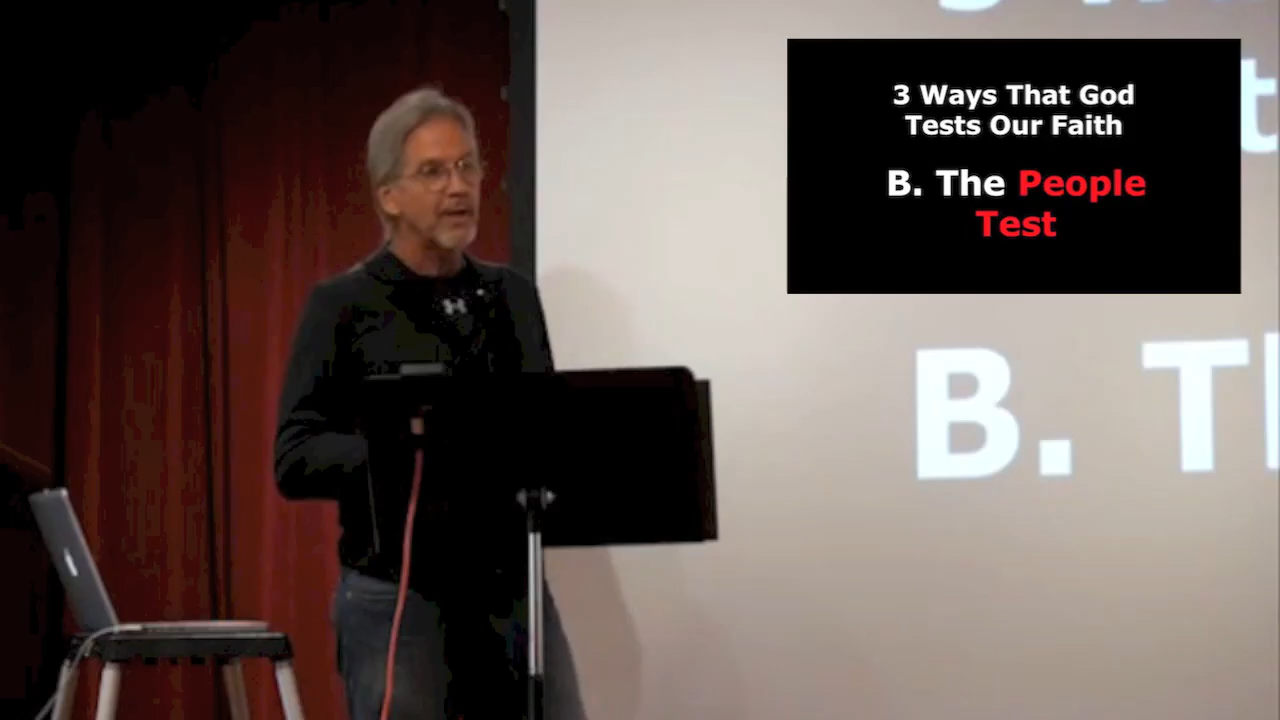 3 Ways That God
Tests Our Faith
B. The People
Test
B. T